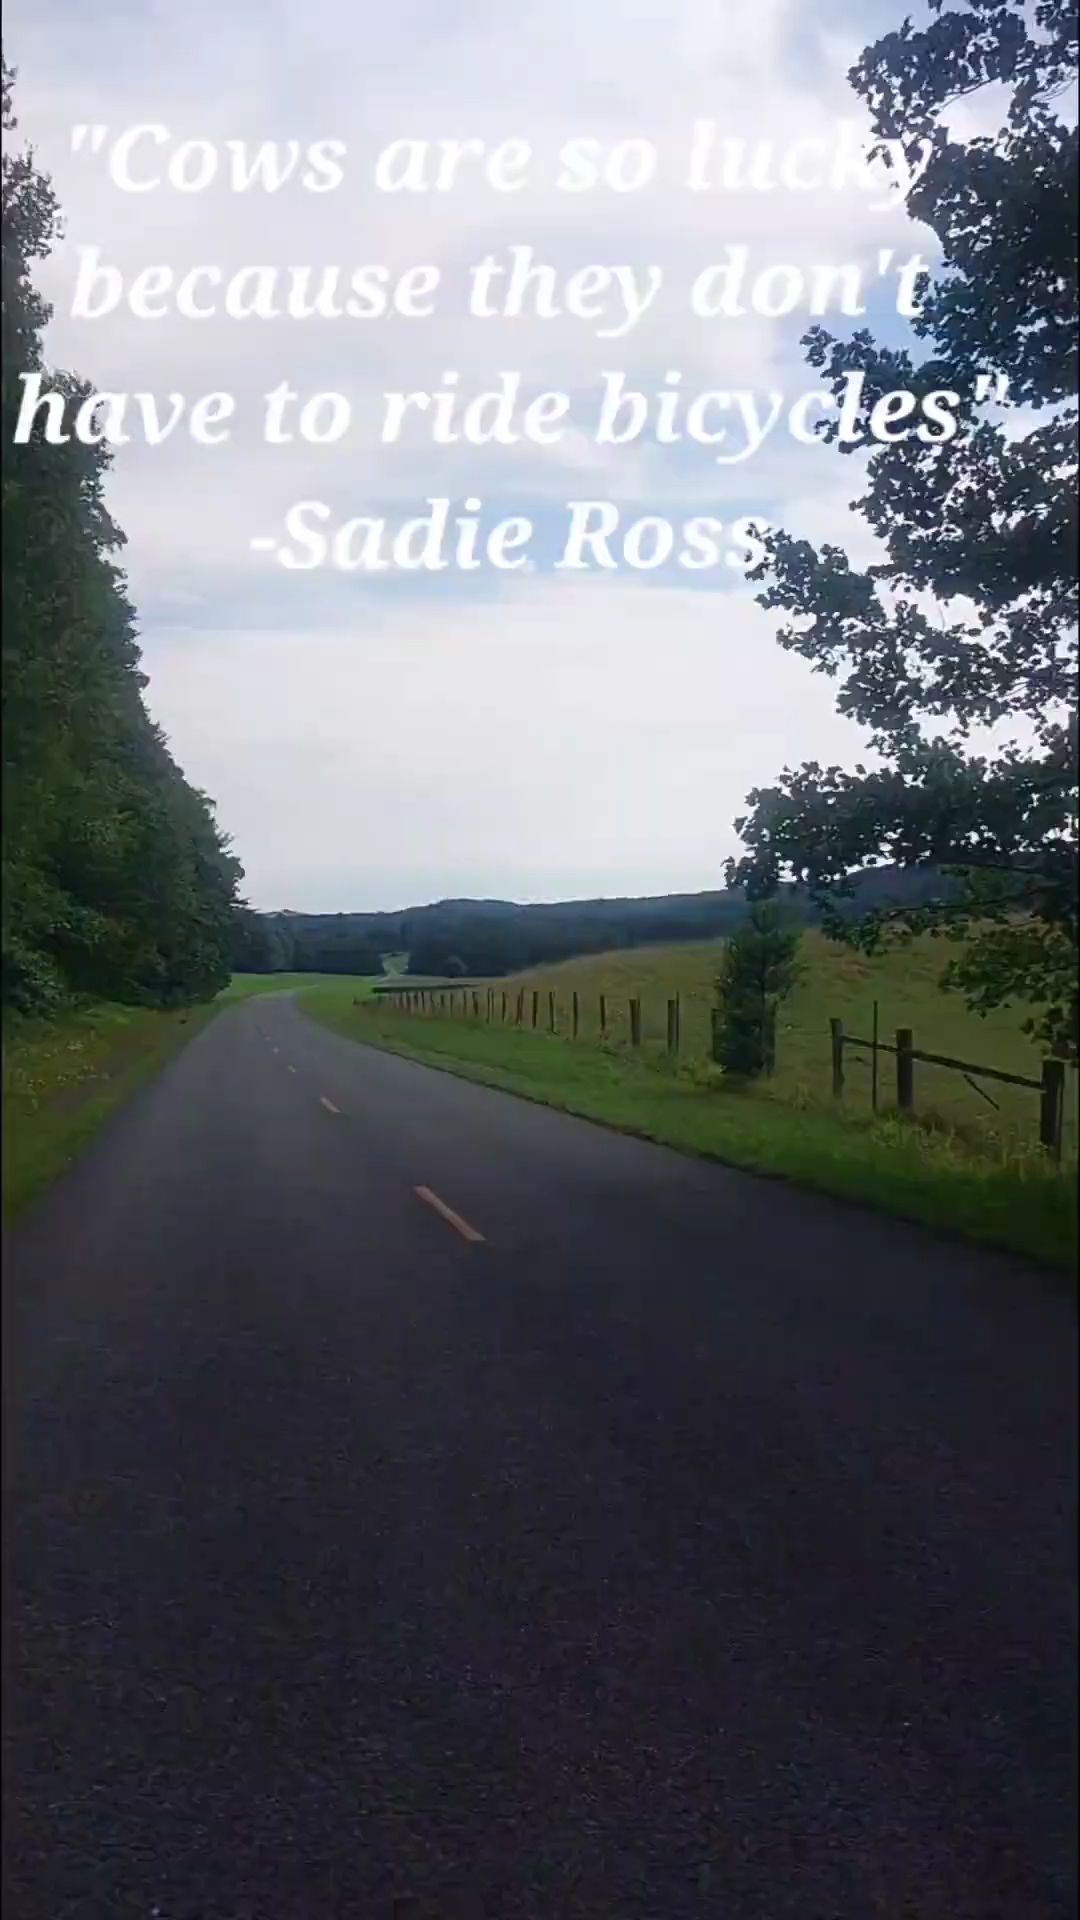 "Cows are so lucky
because they don't
have to ride bicycles"
-Sadie Ross